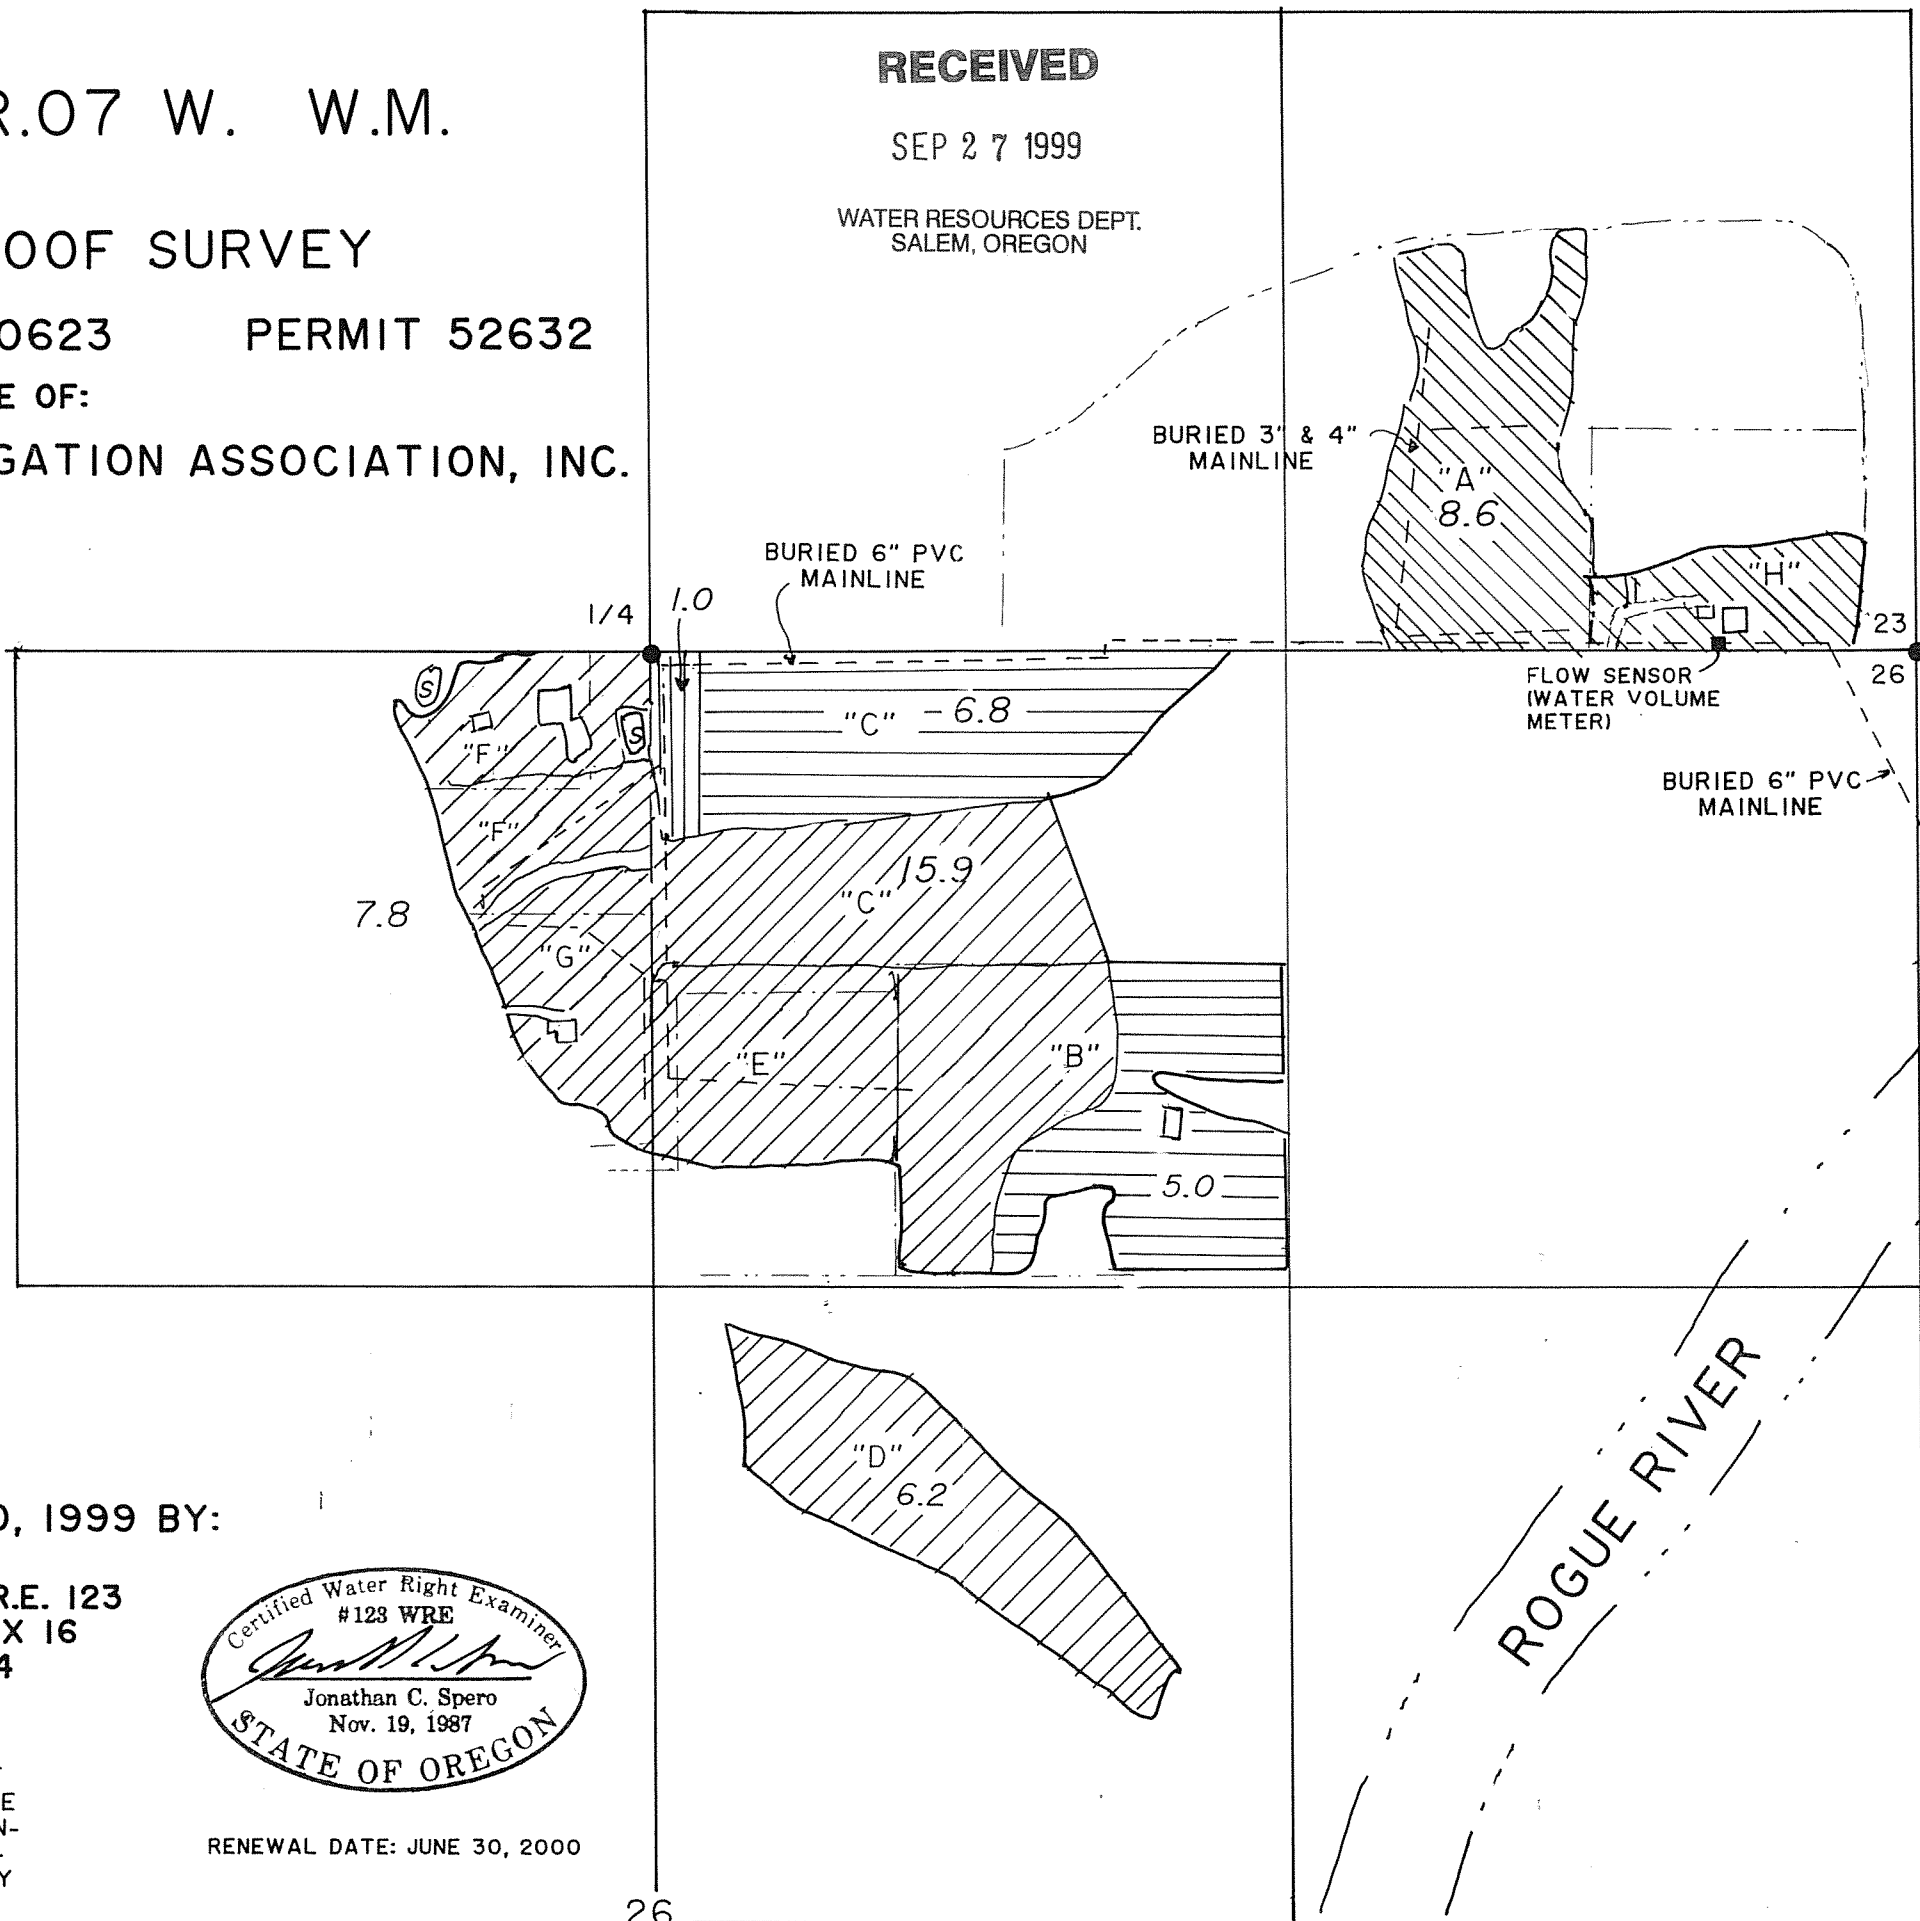 R.07 W. W.M.
OOF SURVEY
0623 PERMIT 52632
E OF:
GATION ASSOCIATION, INC.
RECEIVED
SEP 2 7 1999
WATER RESOURCES DEPT.
SALEM, OREGON
BURIED 3" & 4"
MAINLINE
"A"
8.6
"H"
BURIED 6" PVC
MAINLINE
1/4
1.0
23
26
FLOW SENSOR
(WATER VOLUME
METER)
BURIED 6" PVC
MAINLINE
S
S
"F"
"C" 6.8
"F"
15.9
"C"
7.8
"G"
"E"
"B"
5.0
"D"
6.2
ROGUE RIVER
0, 1999 BY:
R.E. 123
X 16
4
Certified Water Right Examiner
#123 WRE
Jonathan C. Spero
Nov. 19, 1987
STATE OF OREGON
E
N-
Y
RENEWAL DATE: JUNE 30, 2000
26